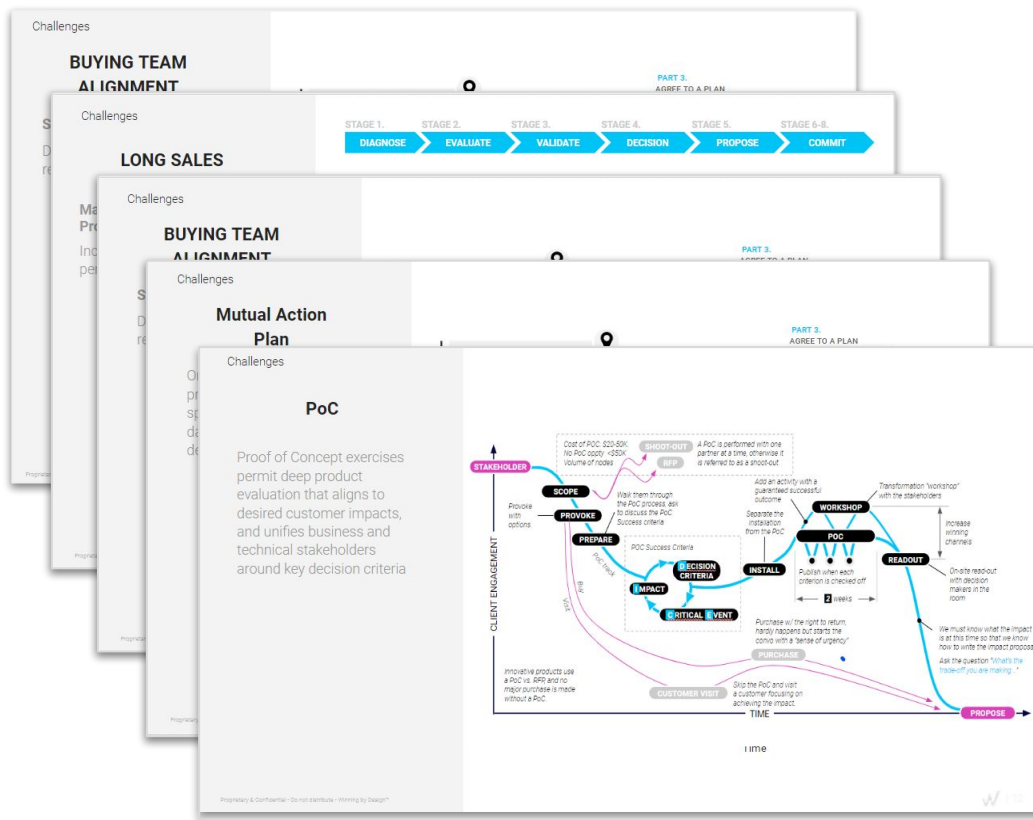 Challenges
BUYING TEAM
ALIGNMENT
PART 3.
AGREE TO A PLAN
Challenges
LONG SALES
STAGE 1.
STAGE 2.
STAGE 3.
STAGE 4.
STAGE 5.
STAGE 6-8.
DIAGNOSE
EVALUATE
VALIDATE
DECISION
PROPOSE
COMMIT
Challenges
BUYING TEAM
ALIGNMENT
PART 3.
Challenges
Mutual Action
Plan
PART 3.
AGREE TO A PLAN
Challenges
PoC
Proof of Concept exercises
permit deep product
evaluation that aligns to
desired customer impacts,
and unifies business and
technical stakeholders
around key decision criteria
CLIENT ENGAGEMENT
STAKEHOLDER
Cost of POC: $20-50K.
No PoC oppty <$50K
Volume of nodes
SHOOT-OUT
RFP
A PoC is performed with one
partner at a time, otherwise it
is referred to as a shoot-out
SCOPE
Provoke
with
options.
PROVOKE
PREPARE
Walk them through
the PoC process, ask
to discuss the POC
Success criteria
PoC track
Buy
Visit
POC Success Criteria
DECISION
CRITERIA
IMPACT
CRITICAL EVENT
Add an activity with a
guaranteed successful
outcome
Separate the
installation
from the PoC
INSTALL
Transformation "workshop"
with the stakeholders
WORKSHOP
POC
Publish when each
criterion is checked off
2 weeks
Increase
winning
channels
READOUT
On-site read-out
with decision
makers in the
room
Purchase w/ the right to return,
hardly happens but starts the
convo with a "sense of urgency"
PURCHASE
We must know what the impact
is at this time so that we know
how to write the impact proposal
Ask the question "What's the
trade-off you are making..."
Innovative products use
a PoC vs. RFP, and no
major purchase is made
without a PoC.
CUSTOMER VISIT
Skip the PoC and visit
a customer focusing on
achieving the impact.
TIME
PROPOSE
Time
Proprietary & Confidential - Do not distribute - Winning by Design™